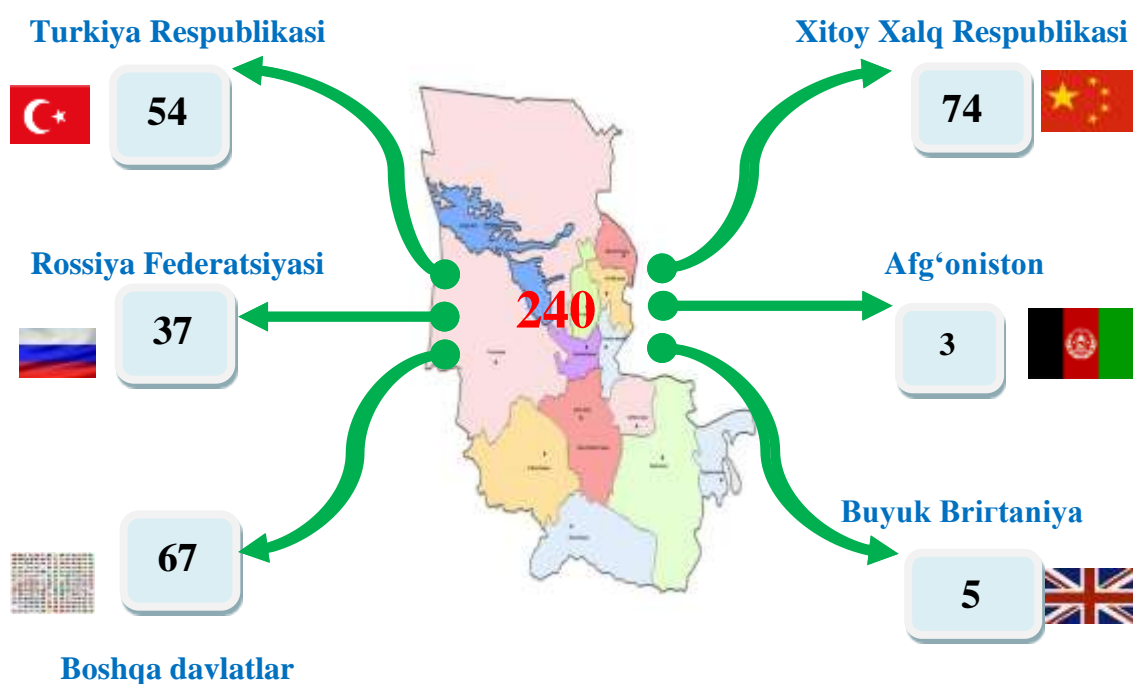 Turkiya Respublikasi
Xitoy Xalq Respublikasi
54
74
Rossiya Federatsiyasi
Afg‘oniston
37
240
3
Buyuk Briгtaniya
67
5
Boshqa davlatlar